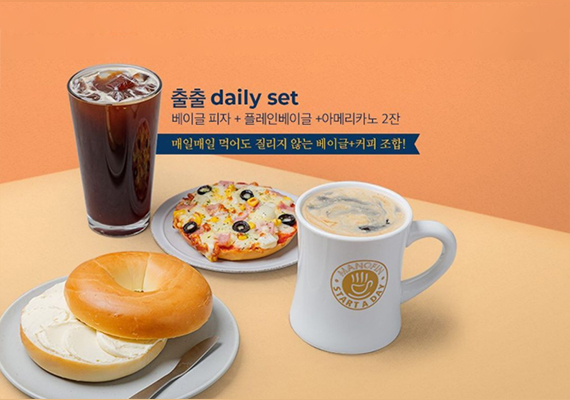 출출 daily set
베이글 피자 + 플레인베이글 +아메리카노 2잔
매일매일 먹어도 질리지 않는 베이글+커피 조합!
MANOFFIN
START A DAY